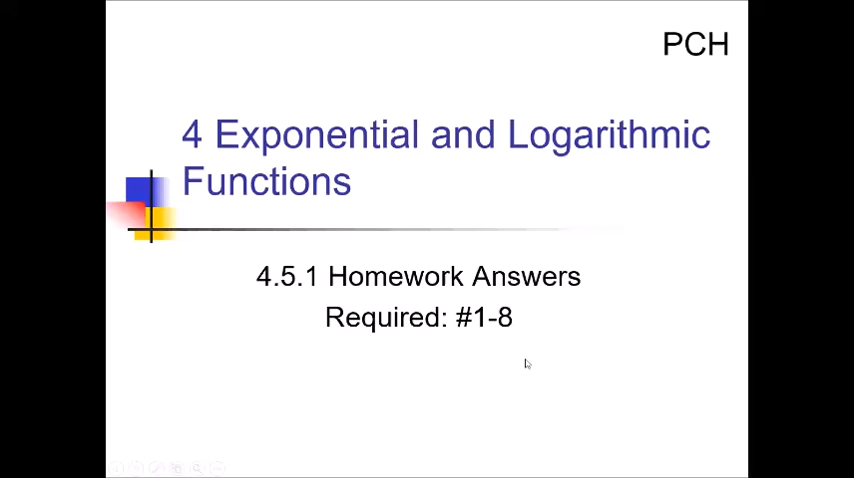 PCH
4 Exponential and Logarithmic
Functions
4.5.1 Homework Answers
Required: #1-8